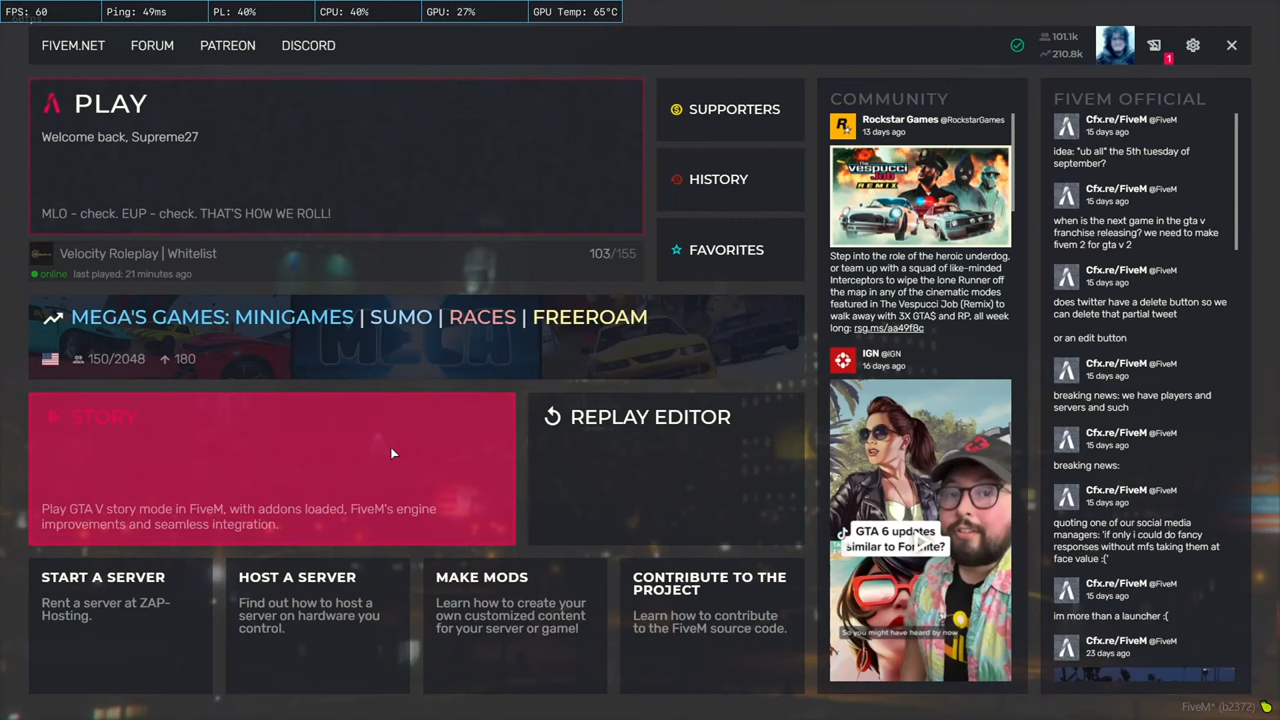 FPS: 60
Ping: 49ms
PL: 40%
CPU: 40%
GPU: 27%
GPU Temp: 65°C
FIVEM.NET
FORUM
PATREON
DISCORD
101.1k
210.8k
1
PLAY
Welcome back, Supreme27
MLO - check. EUP - check. THAT'S HOW WE ROLL!
Velocity Roleplay | Whitelist
103/155
online last played: 21 minutes ago
SUPPORTERS
HISTORY
FAVORITES
MEGA'S GAMES: MINIGAMES | SUMO | RACES | FREEROAM
150/2048
180
STORY
Play GTA V story mode in FiveM, with addons loaded, FiveM's engine
improvements and seamless integration.
REPLAY EDITOR
START A SERVER
Rent a server at ZAP-
Hosting.
HOST A SERVER
Find out how to host a
server on hardware you
control.
MAKE MODS
Learn how to create your
own customized content
for your server or game!
CONTRIBUTE TO THE
PROJECT
Learn how to contribute
to the FiveM source code.
COMMUNITY
Rockstar Games @RockstarGames
13 days ago
the
VESPUCCI
JOB
REMIX
Step into the role of the heroic underdog,
or team up with a squad of like-minded
Interceptors to wipe the lone Runner off
the map in any of the cinematic modes
featured in The Vespucci Job (Remix) to
walk away with 3X GTA$ and RP, all week
long: rsg.ms/aa49f8c
IGN @IGN
16 days ago
GTA 6 updates
similar to Fortnite?
So you might have heard by now
FIVEM OFFICIAL
Cfx.re/FiveM @FiveM
15 days ago
idea: "ub all" the 5th tuesday of
september?
Cfx.re/FiveM @FiveM
15 days ago
when is the next game in the gta v
franchise releasing? we need to make
fivem 2 for gta v 2
Cfx.re/FiveM @FiveM
15 days ago
does twitter have a delete button so we
can delete that partial tweet
or an edit button
Cfx.re/FiveM @FiveM
15 days ago
breaking news: we have players and
servers and such
Cfx.re/FiveM @FiveM
15 days ago
breaking news:
Cfx.re/FiveM @FiveM
15 days ago
quoting one of our social media
managers: 'if only i could do fancy
responses without mfs taking them at
face value :('
Cfx.re/FiveM @FiveM
15 days ago
im more than a launcher :(
Cfx.re/FiveM @FiveM
23 days ago
FiveM* (b2372)